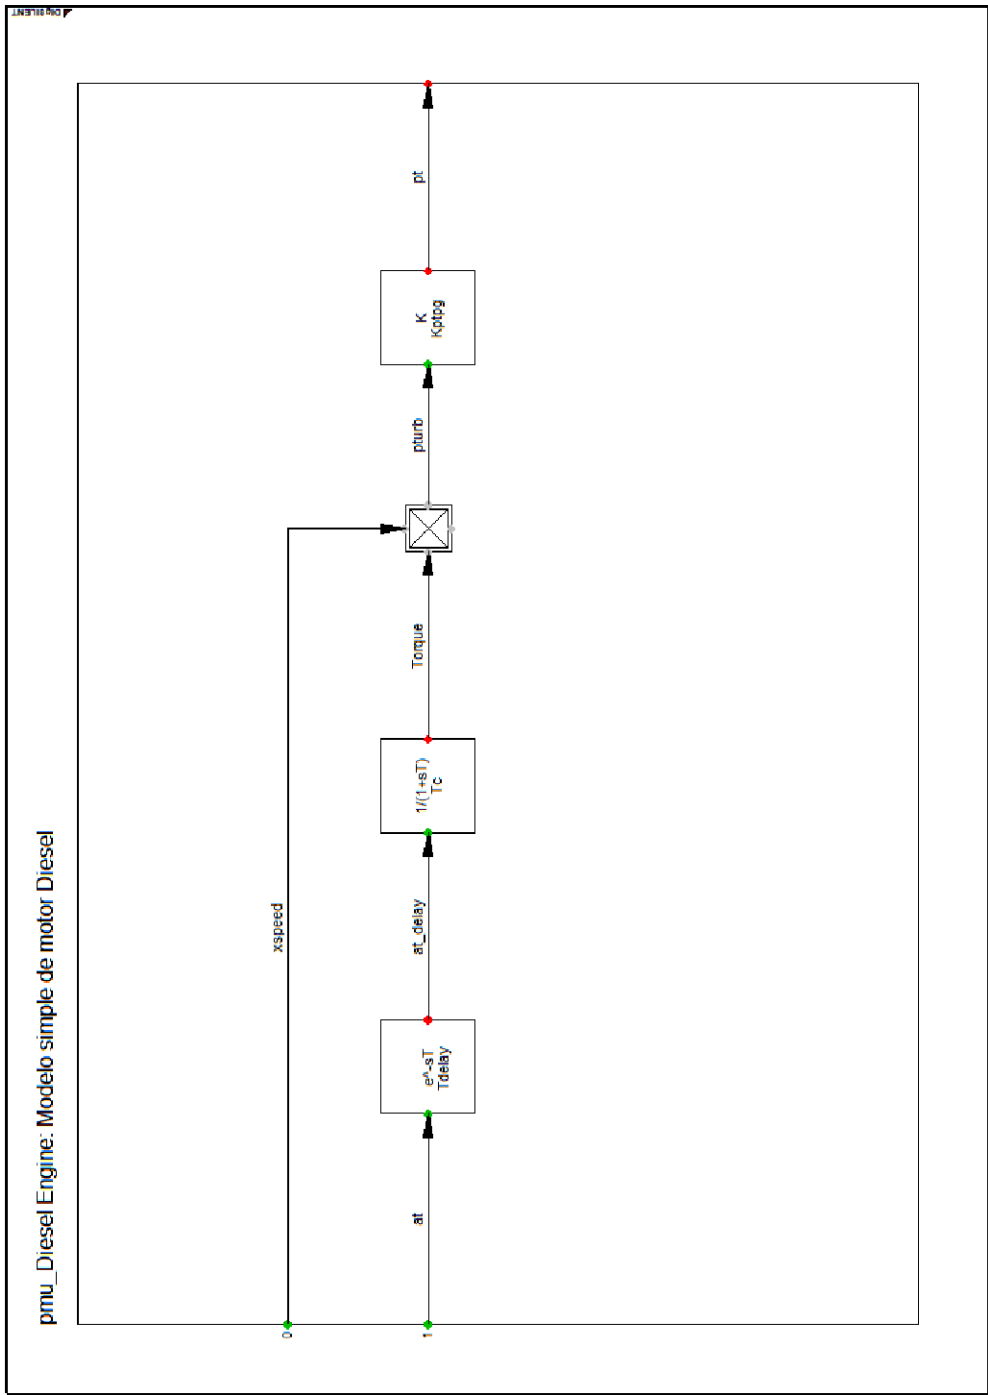 pmu_Diesel Engine: Modelo simple de motor Diesel
DIgSILENT
xspeed
0
1
at
e^-sT
Tdelay
at_delay
1/(1+sT)
Tc
Torque
pturb
K
Kptpg
pt